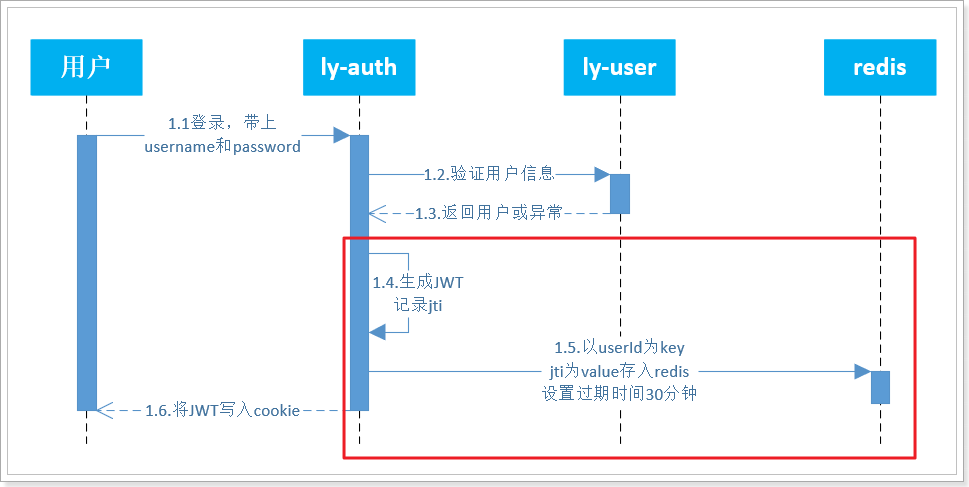 用户
ly-auth
ly-user
redis
1.1登录，带上
username和password
1.2.验证用户信息
1.3.返回用户或异常
1.4.生成JWT
记录jti
1.5.以userId为key
jti为value存入redis
设置过期时间30分钟
1.6.将JWT写入cookie